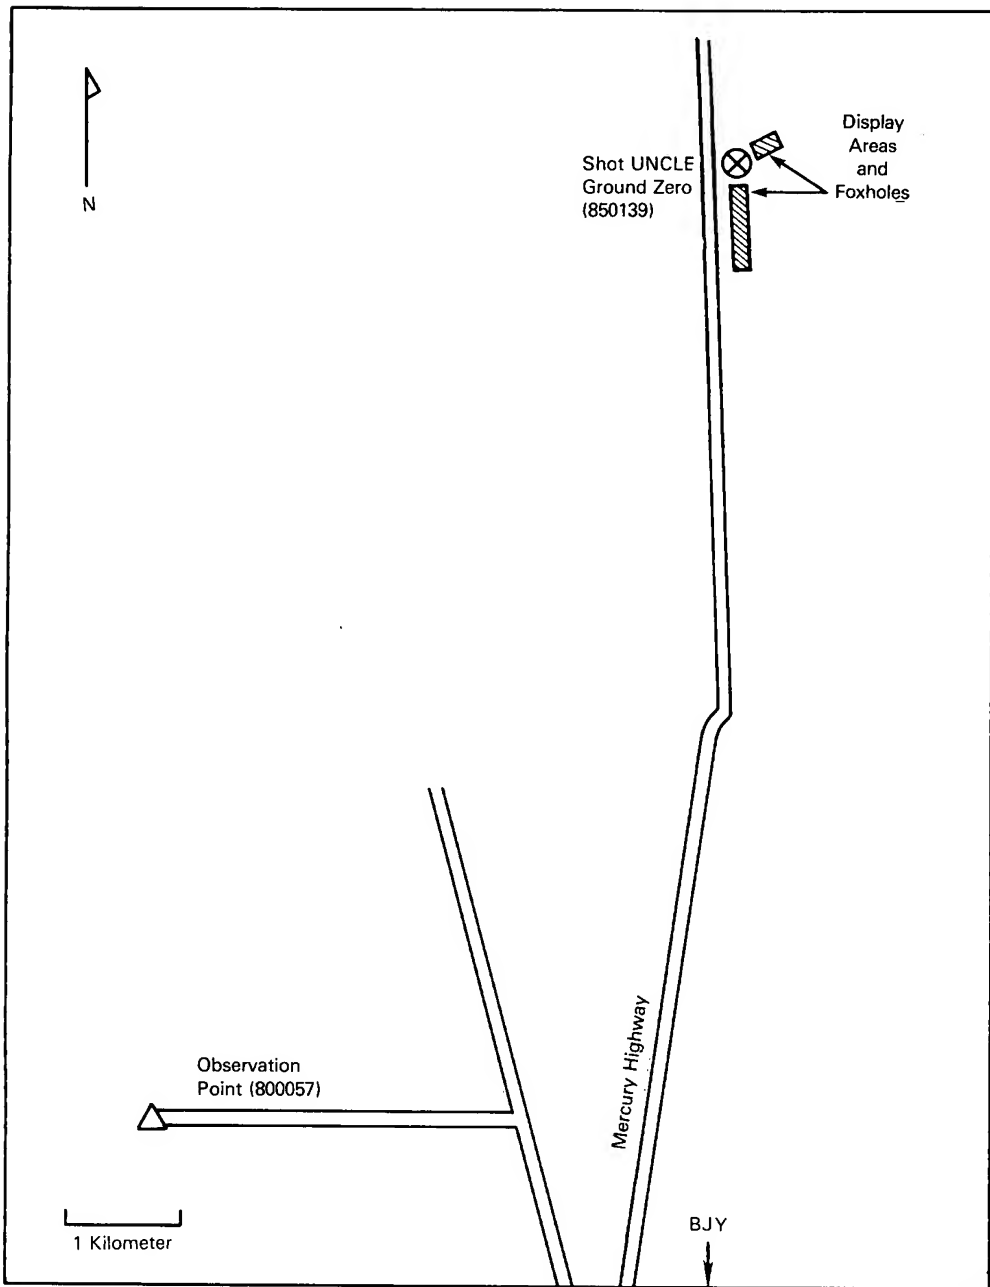 N
Shot UNCLE
Ground Zero
(850139)
Display
Areas
and
Foxholes
Mercury Highway
Observation
Point (800057)
1 Kilometer
BJY